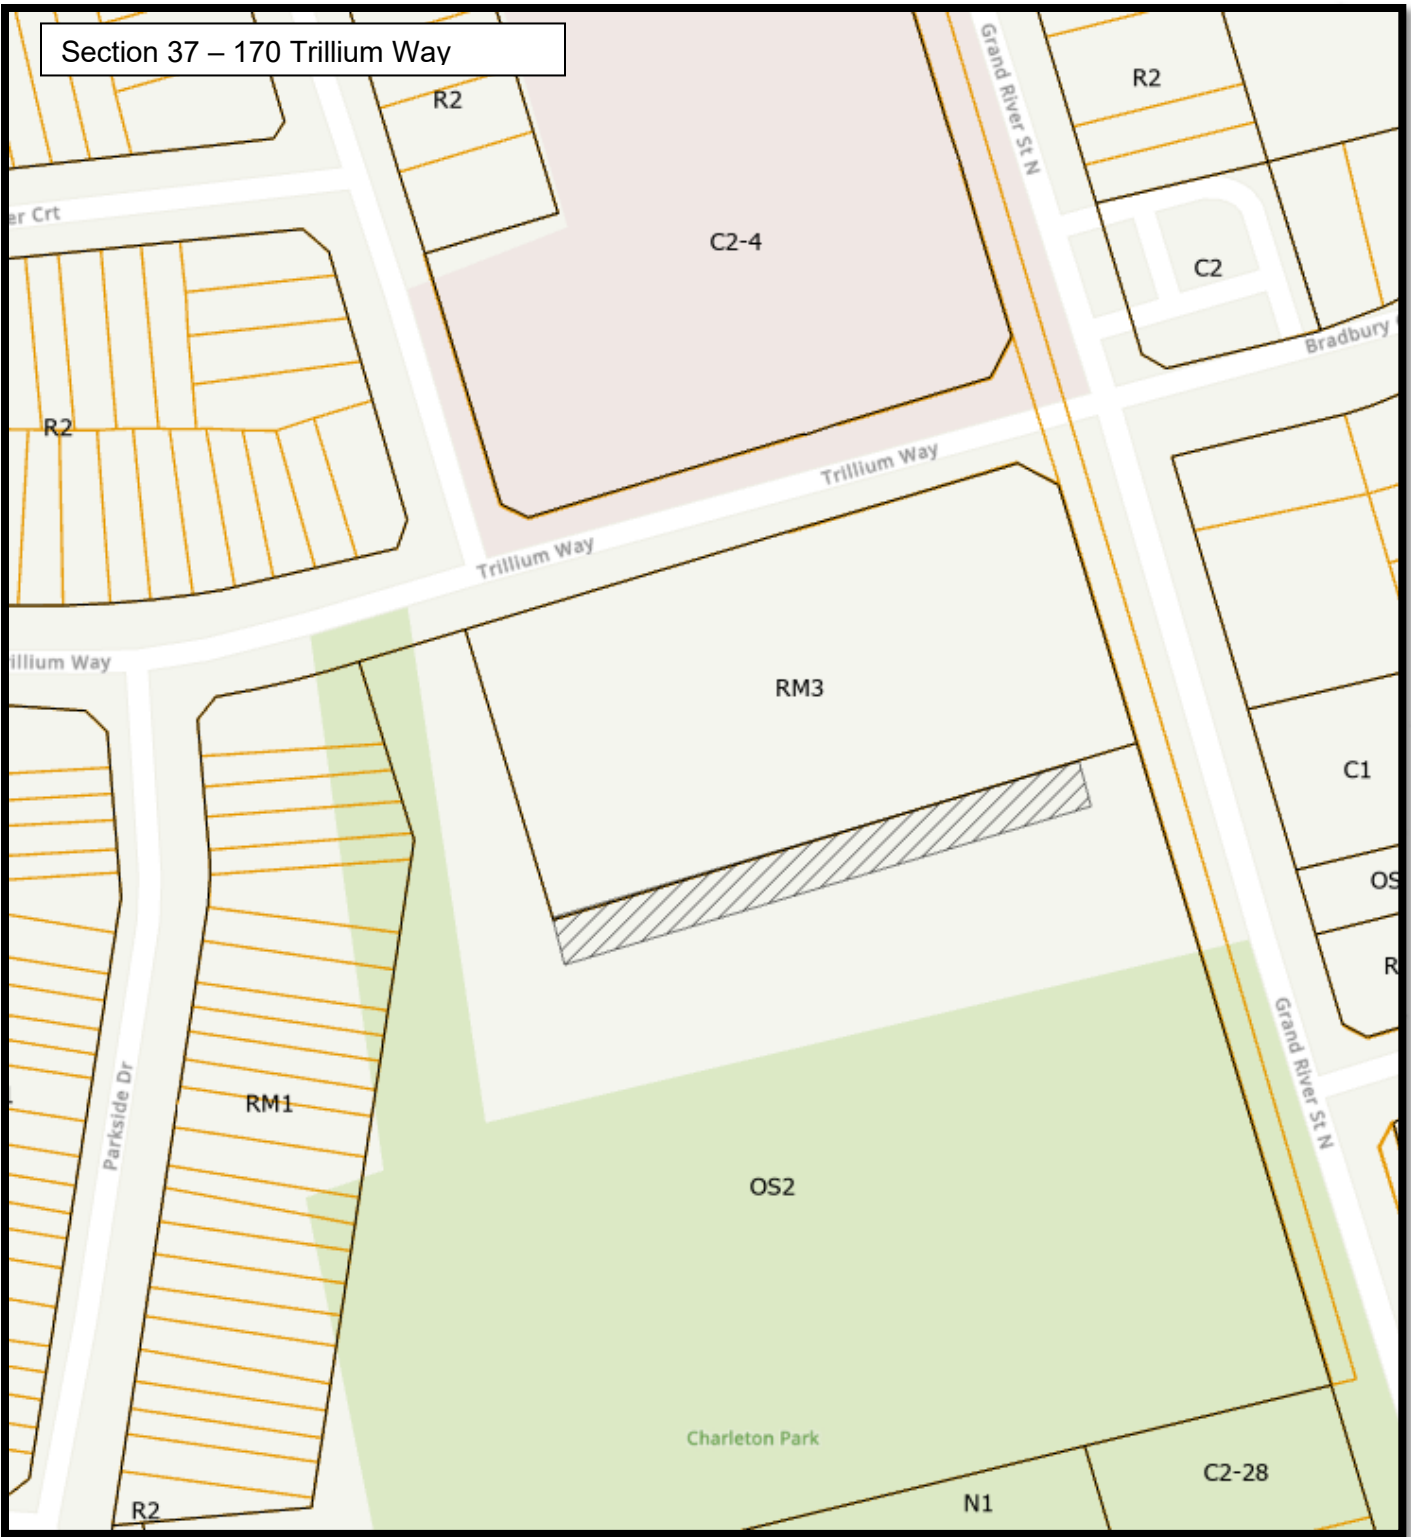 Section 37 – 170 Trillium Way
Grand River St N
R2
R2
er Crt
C2-4
C2
Bradbury
R2
Trillium Way
Trillium Way
illium Way
RM3
C1
OS
R
Grand River St N
Parkside Dr
RM1
OS2
Charleton Park
C2-28
N1
R2